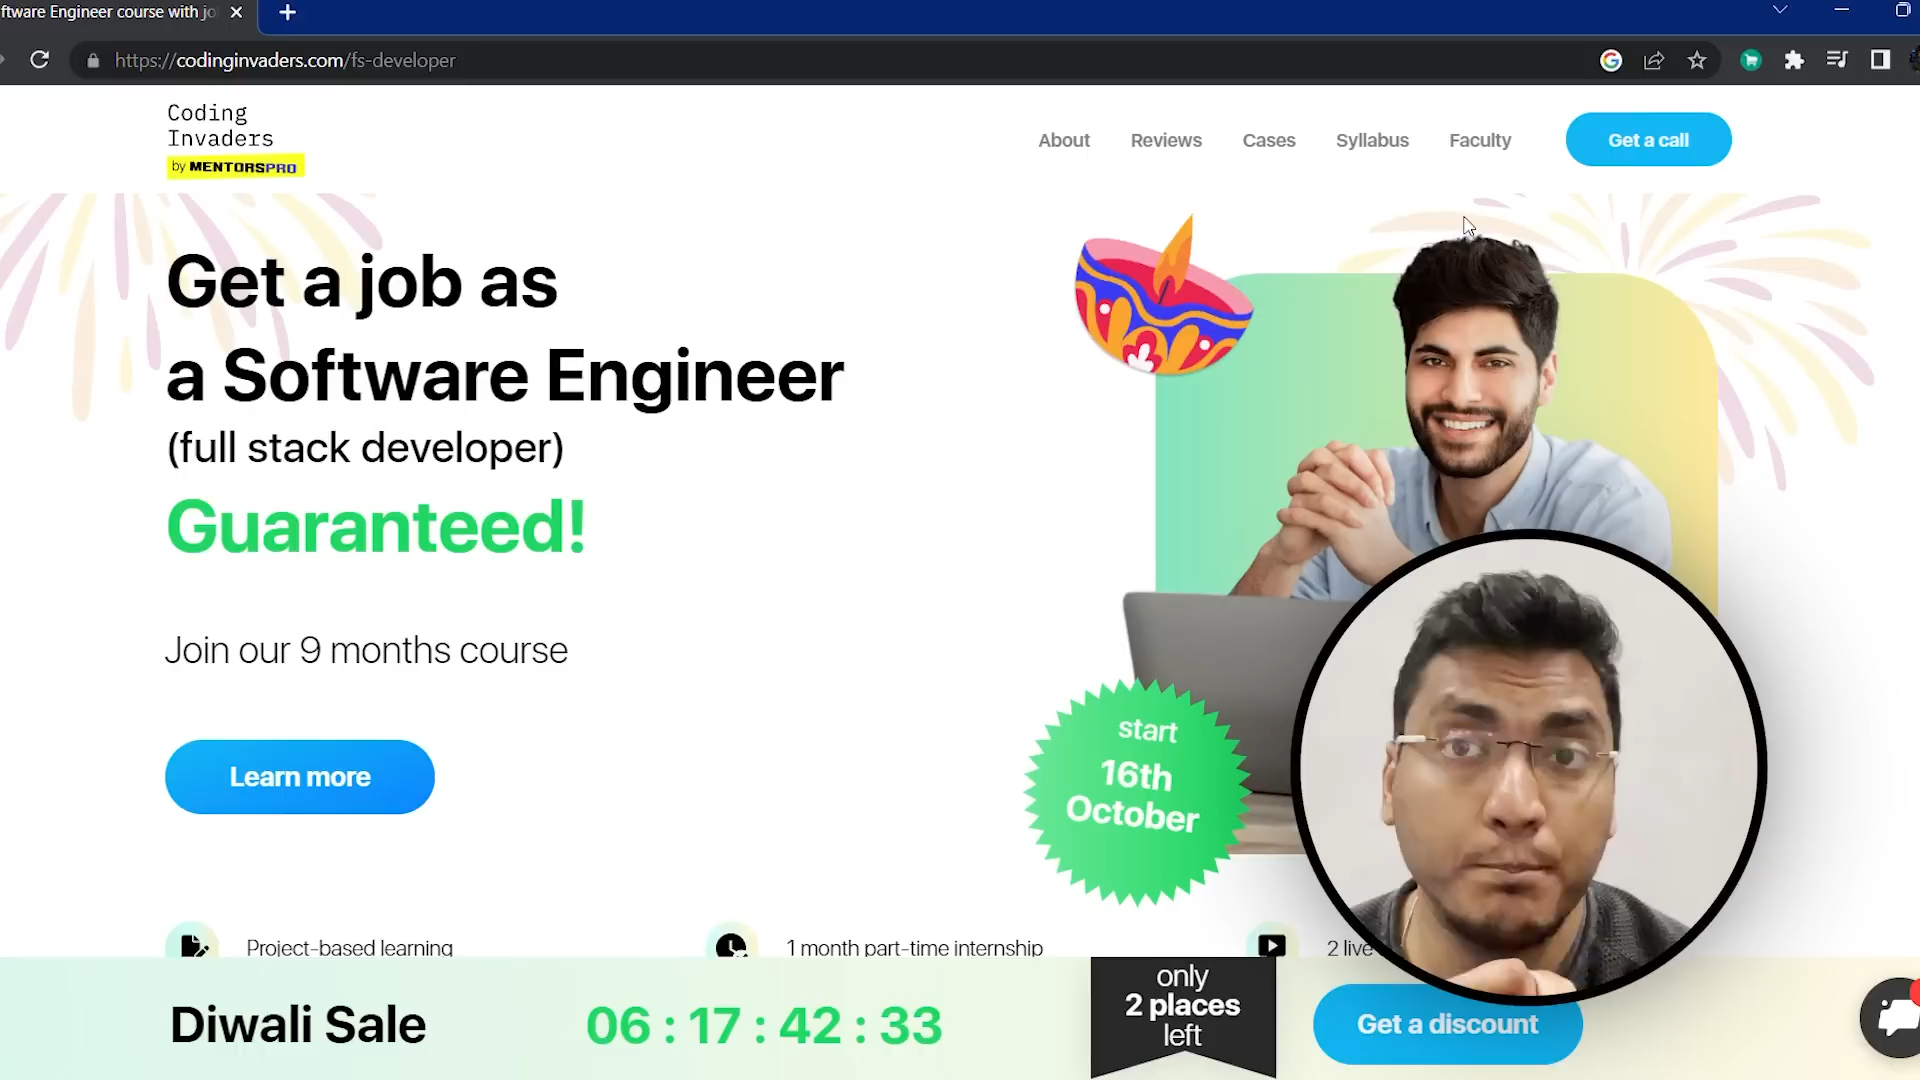 ftware Engineer course with jo
https://codinginvaders.com/fs-developer
Coding
Invaders
by MENTORSPRO
About
Reviews
Cases
Syllabus
Faculty
Get a call
Get a job as
a Software Engineer
(full stack developer)
Guaranteed!
Join our 9 months course
Learn more
start
16th
October
Project-based learning
1 month part-time internship
2 live
Diwali Sale
06 : 17 : 42 : 33
only
2 places
left
Get a discount